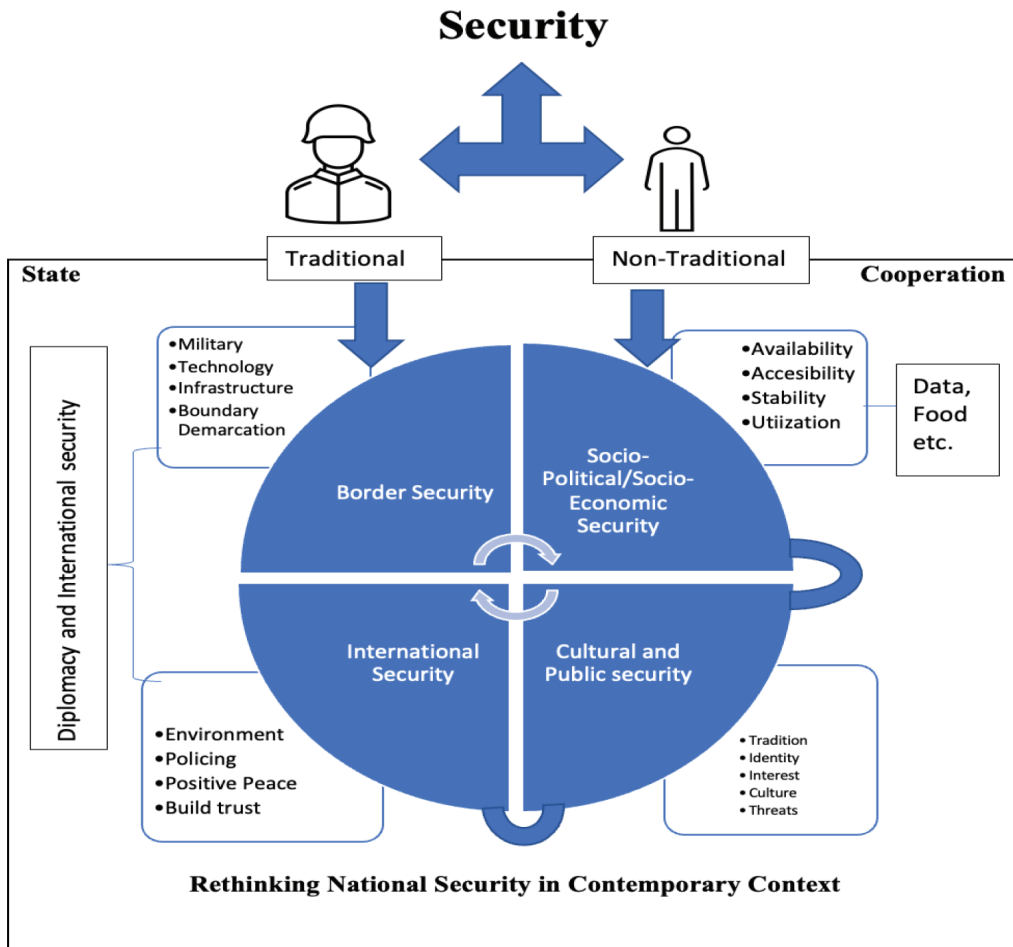 Security
Traditional
Non-Traditional
State
Cooperation
•Military
•Technology
•Infrastructure
•Boundary
Demarcation
•Availability
•Accesibility
•Stability
•Utiization
Data,
Food
etc.
Diplomacy and International security
Border Security
Socio-
Political/Socio-
Economic
Security
International
Security
Cultural and
Public security
•Environment
•Policing
•Positive Peace
•Build trust
• Tradition
• Identity
• Interest
• Culture
• Threats
Rethinking National Security in Contemporary Context